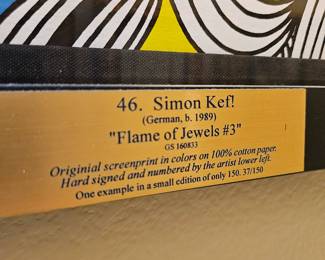 46. Simon Kef!
(German, b. 1989)
"Flame of Jewels #3"
GS 160833
Originial screenprint in colors on 100% cotton paper.
Hard signed and numbered by the artist lower left.
One example in a small edition of only 150. 37/150